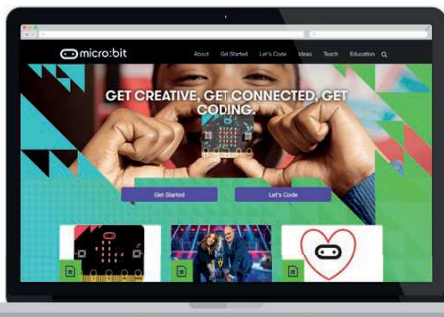 micro:bit
About Get Started Let's Code Ideas Teach Education
GET CREATIVE, GET CONNECTED, GET
CODING.
Get Started Let's Code